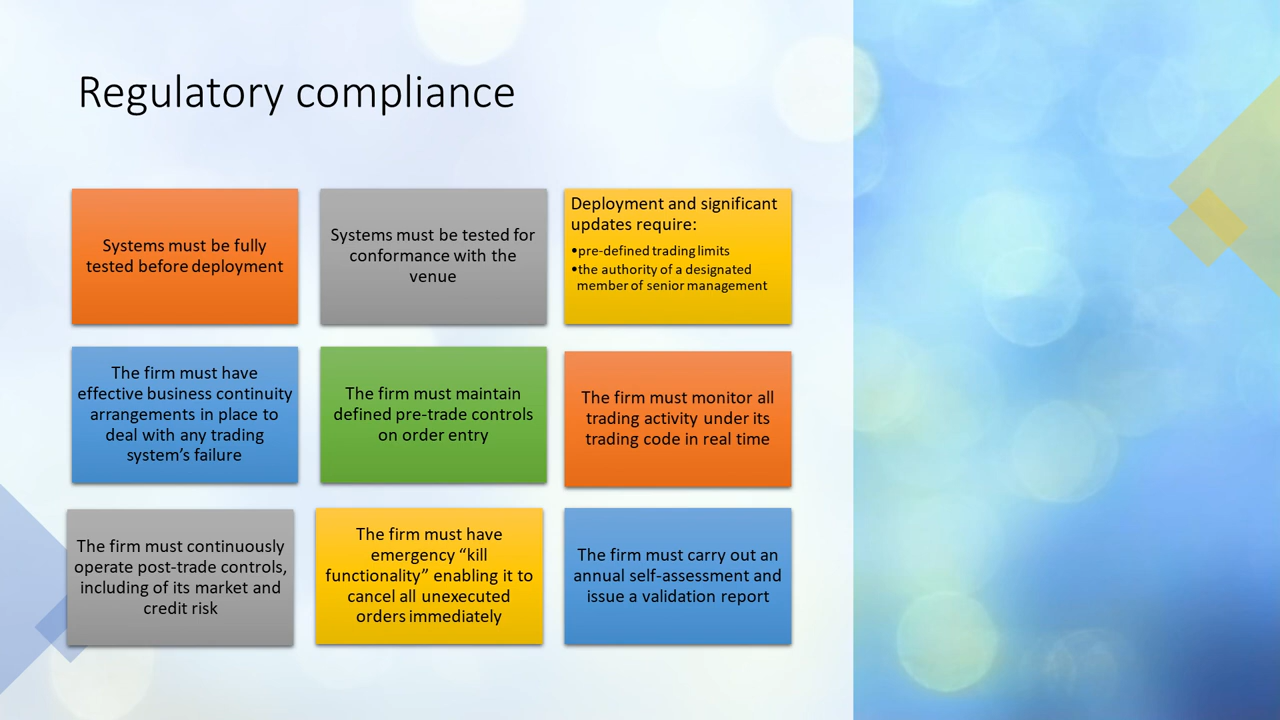 Regulatory compliance
Systems must be fully
tested before deployment
Systems must be tested for
conformance with the
venue
Deployment and significant
updates require:
•pre-defined trading limits
•the authority of a designated
member of senior management
The firm must have
effective business continuity
arrangements in place to
deal with any trading
system’s failure
The firm must maintain
defined pre-trade controls
on order entry
The firm must monitor all
trading activity under its
trading code in real time
The firm must continuously
operate post-trade controls,
including of its market and
credit risk
The firm must have
emergency “kill
functionality” enabling it to
cancel all unexecuted
orders immediately
The firm must carry out an
annual self-assessment and
issue a validation report